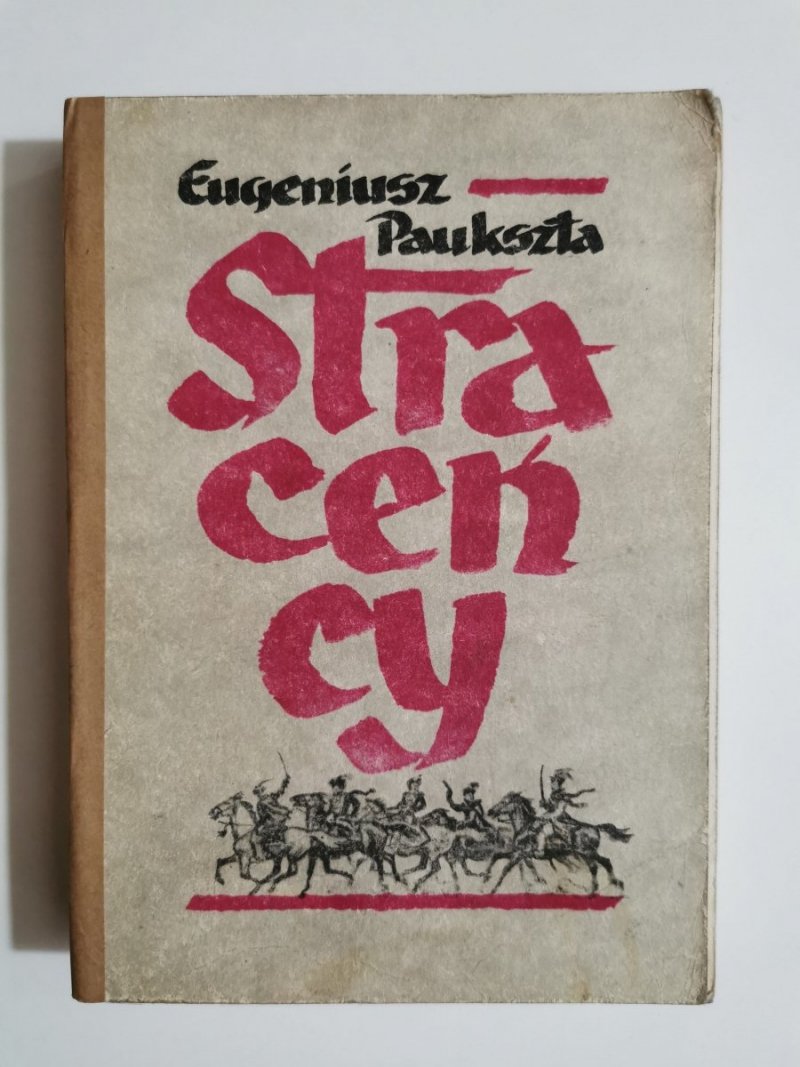 Eugeniusz
Paukszta
Stra
ceń
cy